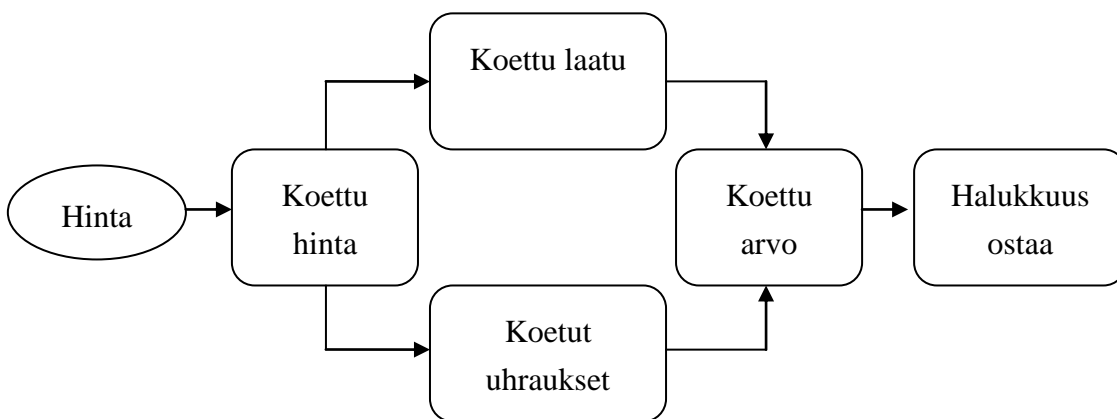 Hinta
Koettu
hinta
Koettu laatu
Koetut
uhraukset
Koettu
arvo
Halukkuus
ostaa